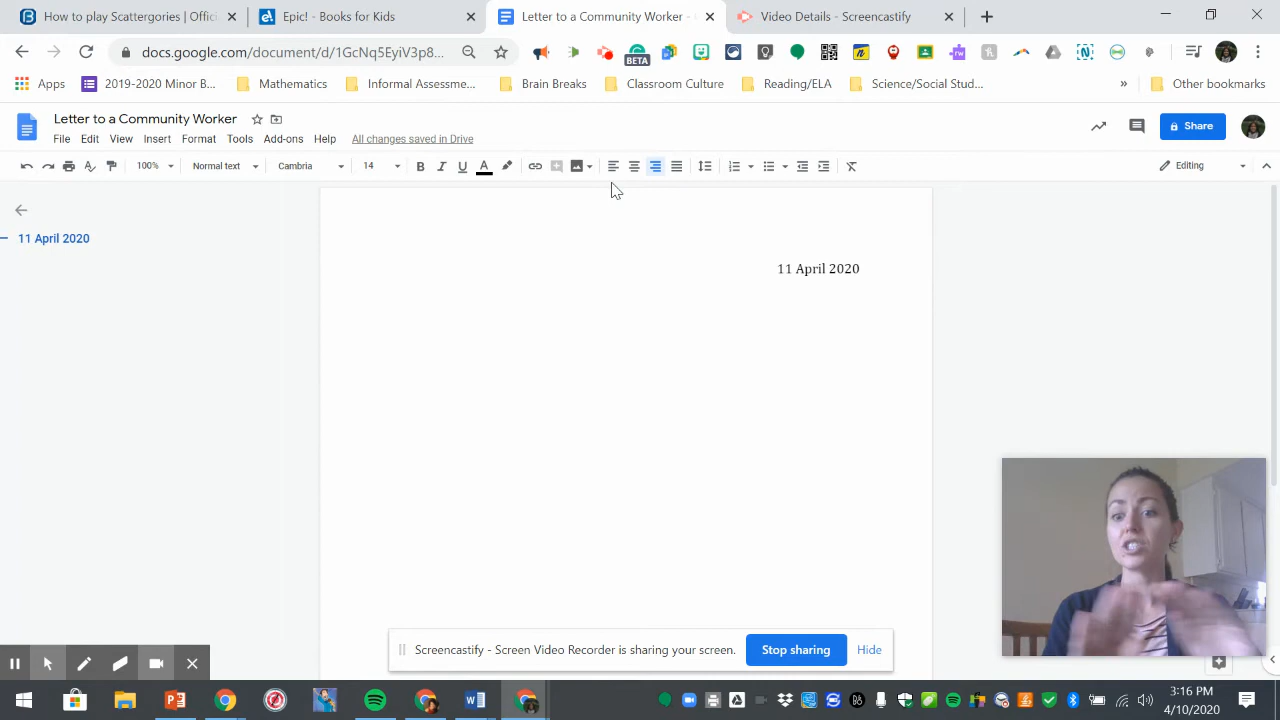 How to play Scattergories | Offici
Epic! - Books for Kids
Letter to a Community Worker -
Video Details - Screencastify
docs.google.com/document/d/1GcNq5EyiV3p8...
BETA
Apps
2019-2020 Minor B...
Mathematics
Informal Assessme...
Brain Breaks
Classroom Culture
Reading/ELA
Science/Social Stud...
»
Other bookmarks
Letter to a Community Worker
File Edit View Insert Format Tools Add-ons Help All changes saved in Drive
Share
100% Normal text Cambria 14 B I U A
Editing
11 April 2020
11 April 2020
Screencastify - Screen Video Recorder is sharing your screen. Stop sharing Hide
3:16 PM
4/10/2020